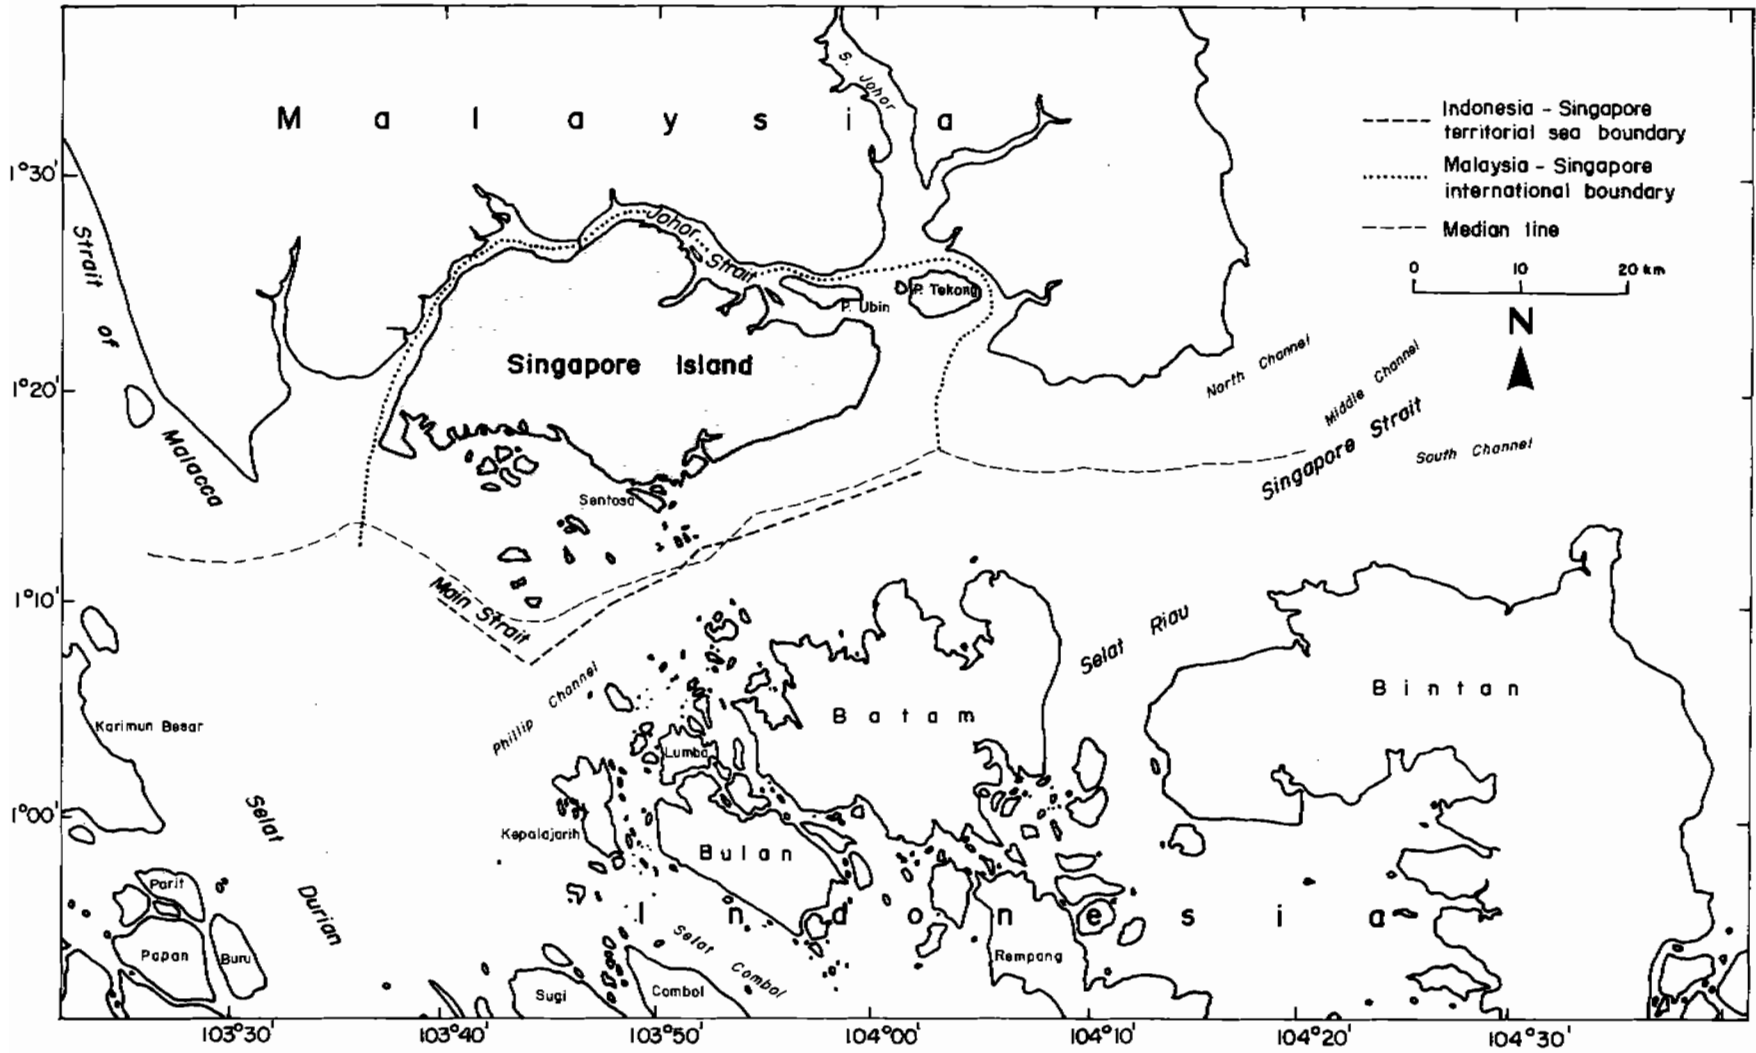 S. Johor
Malaysia
Indonesia - Singapore
territorial sea boundary
Malaysia - Singapore
international boundary
Median line
0 10 20 km
N
1°30'
Strait of Malacca
Johor Strait
P. Tekong
P. Ubin
Singapore Island
North Channel
Middle Channel
Singapore Strait
South Channel
1°20'
Sentosa
1°10'
Main Strait
Selat Riau
Phillip Channel
Bintan
Batam
Karimun Besar
Lumba
1°00'
Selat Durian
Kepalajarih
Bulan
Parit
Indonesia
Selat Combol
Papan
Buru
Rempang
Sugi
Combol
103°30'
103°40'
103°50'
104°00'
104°10'
104°20'
104°30'